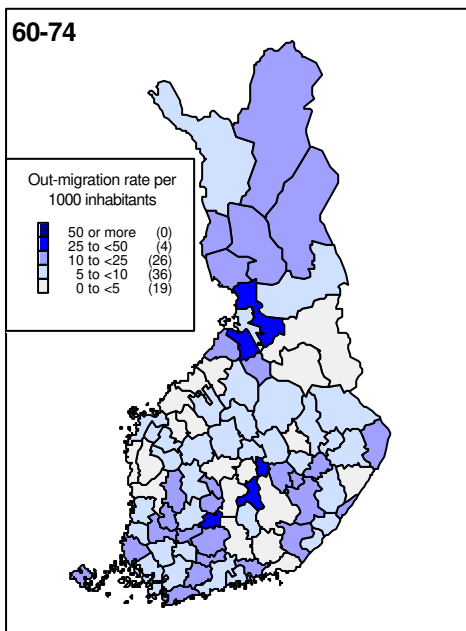 60-74
Out-migration rate per
1000 inhabitants
50 or more (0)
25 to <50 (4)
10 to <25 (26)
5 to <10 (36)
0 to <5 (19)